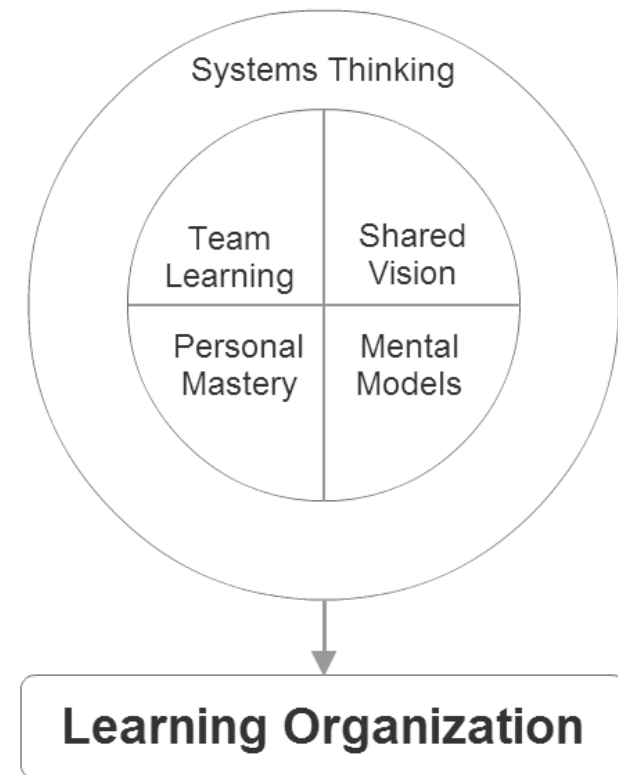 Systems Thinking
Team
Learning
Shared
Vision
Personal
Mastery
Mental
Models
Learning Organization